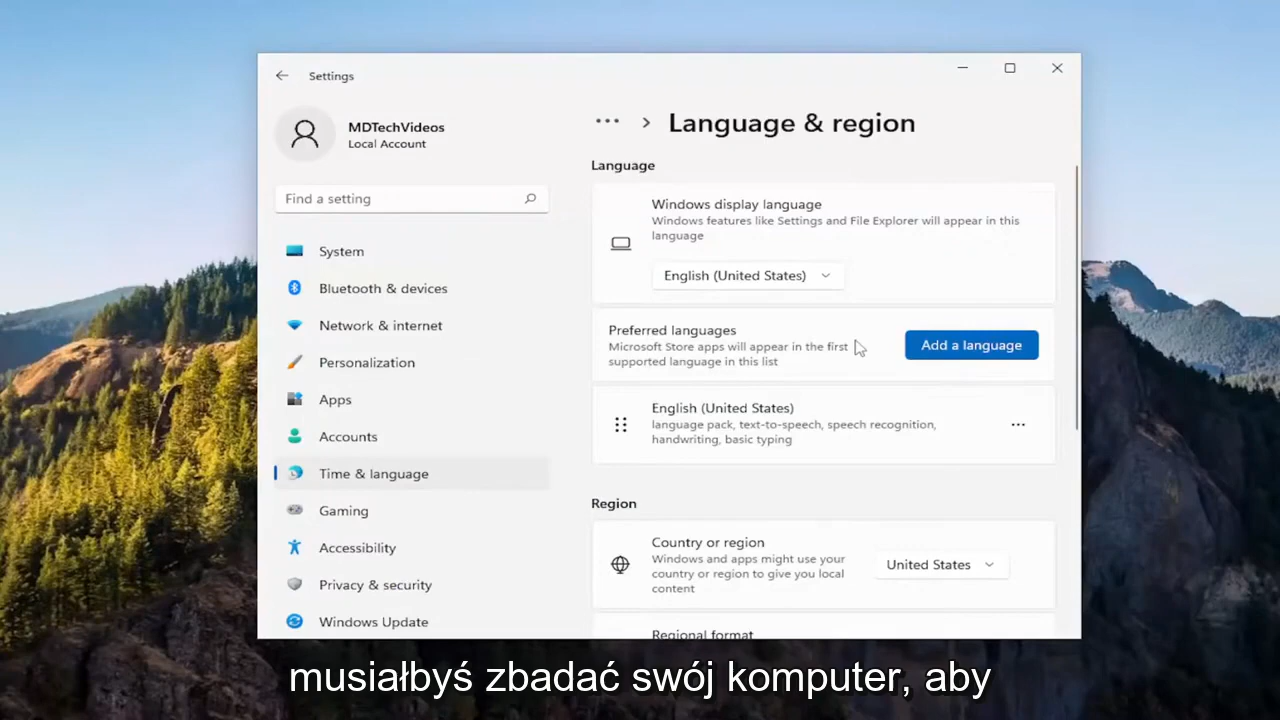 Settings
MDTechVideos
Local Account
Find a setting
System
Bluetooth & devices
Network & internet
Personalization
Apps
Accounts
Time & language
Gaming
Accessibility
Privacy & security
Windows Update
Language & region
Language
Windows display language
Windows features like Settings and File Explorer will appear in this
language
English (United States)
Preferred languages
Microsoft Store apps will appear in the first
supported language in this list
Add a language
English (United States)
language pack, text-to-speech, speech recognition,
handwriting, basic typing
Region
Country or region
Windows and apps might use your
country or region to give you local
content
United States
Regional format
musiałbyś zbadać swój komputer, aby